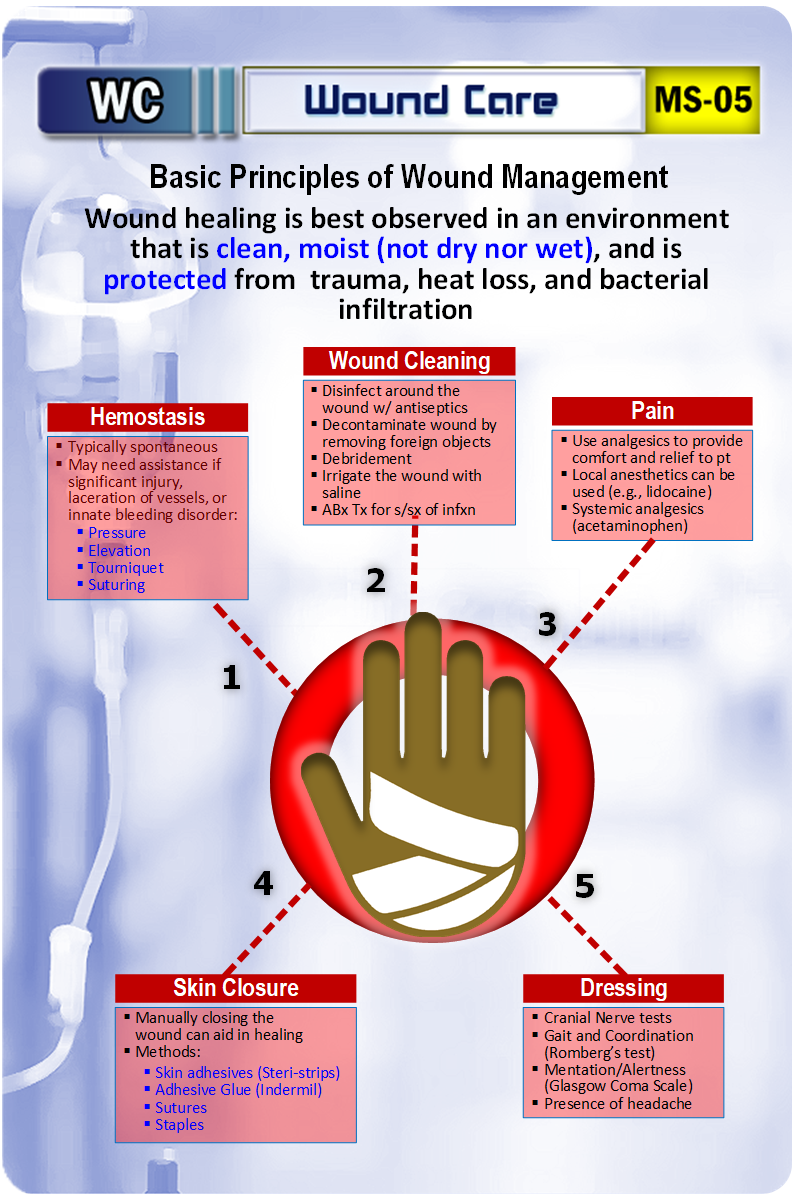 WC
Wound Care
MS-05
Basic Principles of Wound Management
Wound healing is best observed in an environment
that is clean, moist (not dry nor wet), and is
protected from trauma, heat loss, and bacterial
infiltration
Hemostasis
▪ Typically spontaneous
▪ May need assistance if
significant injury,
laceration of vessels, or
innate bleeding disorder:
▪ Pressure
▪ Elevation
▪ Tourniquet
▪ Suturing
1
Wound Cleaning
▪ Disinfect around the
wound w/ antiseptics
▪ Decontaminate wound by
removing foreign objects
▪ Debridement
▪ Irrigate the wound with
saline
▪ ABx Tx for s/sx of infxn
2
Pain
▪ Use analgesics to provide
comfort and relief to pt
▪ Local anesthetics can be
used (e.g., lidocaine)
▪ Systemic analgesics
(acetaminophen)
3
4
Skin Closure
▪ Manually closing the
wound can aid in healing
▪ Methods:
▪ Skin adhesives (Steri-strips)
▪ Adhesive Glue (Indermil)
▪ Sutures
▪ Staples
5
Dressing
▪ Cranial Nerve tests
▪ Gait and Coordination
(Romberg's test)
▪ Mentation/Alertness
(Glasgow Coma Scale)
▪ Presence of headache
WC